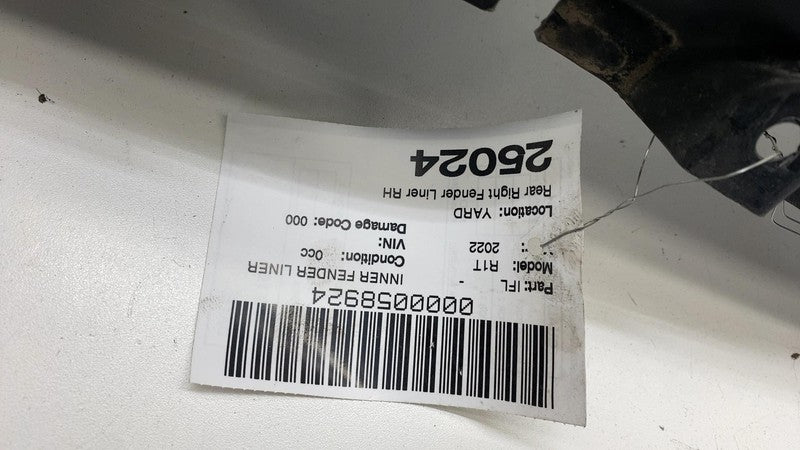 0000058924
Part: IFL - INNER FENDER LINER
Model: R1T Condition: 0cc
: 2022 VIN:
Location: YARD Damage Code: 000
Rear Right Fender Liner RH
25024